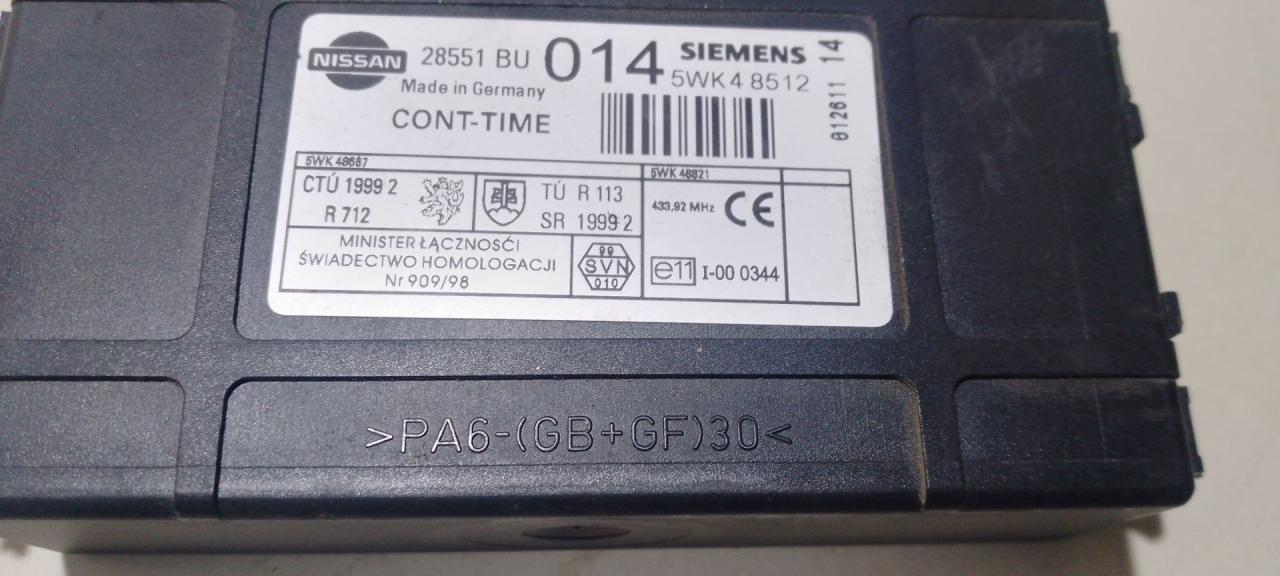 NISSAN
28551 BU 014
SIEMENS
5WK4 8512
Made in Germany
CONT-TIME
012611 14
5WK 48687
5WK 48821
CTÚ 1999 2
R 712
TÚ R 113
SR 1999 2
433,92 MHz
CE
MINISTER ŁĄCZNOŚĆI
ŚWIADECTWO HOMOLOGACJI
Nr 909/98
99
SVN
010
e11 I-00 0344
>PA6-(GB+GF)30<